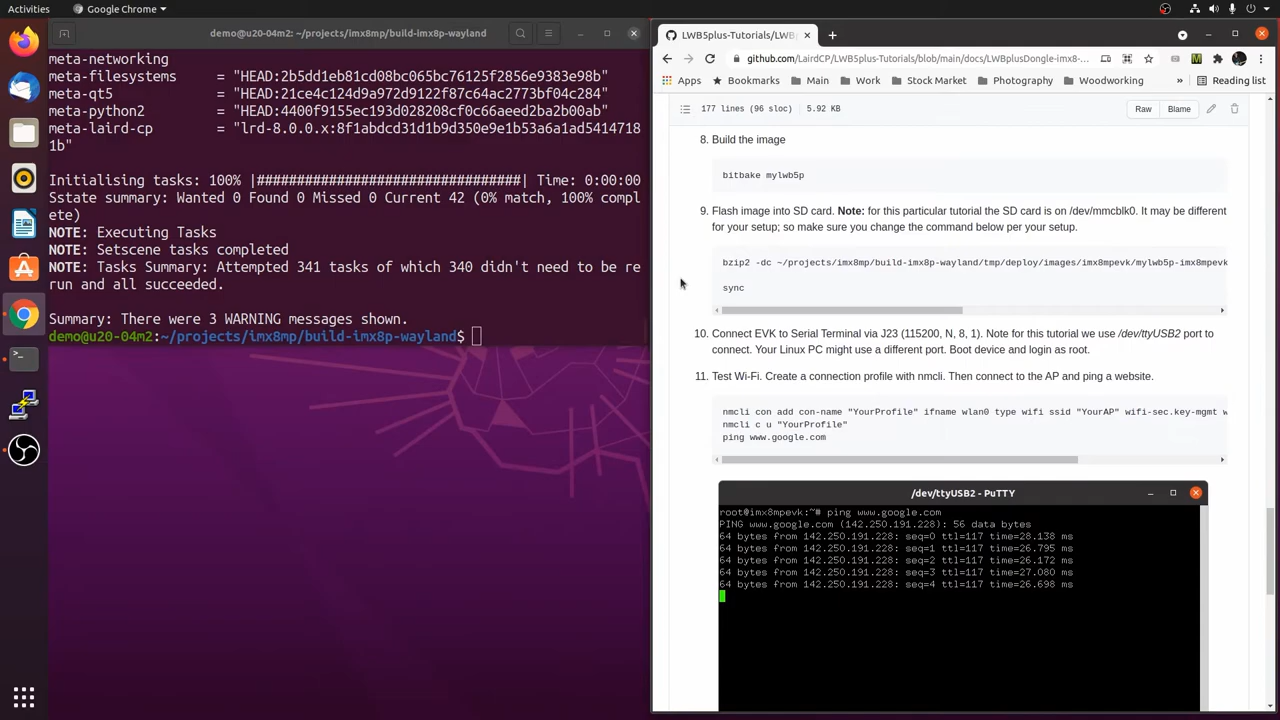 Activities
Google Chrome
demo@u20-04m2: ~/projects/imx8mp/build-imx8p-wayland
meta-networking
meta-filesystems = "HEAD:2b5dd1eb81cd08bc065bc76125f2856e9383e98b"
meta-qt5 = "HEAD:21ce4c124d9a972d9122f87c64ac2773bf04c284"
meta-python2 = "HEAD:4400f9155ec193d028208cf0c66aeed2ba2b00ab"
meta-laird-cp = "lrd-8.0.0.x:8f1abdcd31d1b9d350e9e1b53a6a1ad5414718
1b"
Initialising tasks: 100% |#################################| Time: 0:00:00
Sstate summary: Wanted 0 Found 0 Missed 0 Current 42 (0% match, 100% compl
ete)
NOTE: Executing Tasks
NOTE: Setscene tasks completed
NOTE: Tasks Summary: Attempted 341 tasks of which 340 didn't need to be re
run and all succeeded.
Summary: There were 3 WARNING messages shown.
demo@u20-04m2:~/projects/imx8mp/build-imx8p-wayland$
LWB5plus-Tutorials/LWB
github.com/LairdCP/LWB5plus-Tutorials/blob/main/docs/LWBplusDongle-imx8-...
Apps
Bookmarks
Main
Work
Stock Market
Photography
Woodworking
»
Reading list
177 lines (96 sloc) 5.92 KB
Raw
Blame
8. Build the image
bitbake mylwb5p
9. Flash image into SD card. Note: for this particular tutorial the SD card is on /dev/mmcblk0. It may be different
for your setup; so make sure you change the command below per your setup.
bzip2 -dc ~/projects/imx8mp/build-imx8p-wayland/tmp/deploy/images/imx8mpevk/mylwb5p-imx8mpevk
sync
10. Connect EVK to Serial Terminal via J23 (115200, N, 8, 1). Note for this tutorial we use /dev/ttyUSB2 port to
connect. Your Linux PC might use a different port. Boot device and login as root.
11. Test Wi-Fi. Create a connection profile with nmcli. Then connect to the AP and ping a website.
nmcli con add con-name "YourProfile" ifname wlan0 type wifi ssid "YourAP" wifi-sec.key-mgmt w
nmcli c u "YourProfile"
ping www.google.com
/dev/ttyUSB2 - PuTTY
root@imx8mpevk:~# ping www.google.com
PING www.google.com (142.250.191.228): 56 data bytes
64 bytes from 142.250.191.228: seq=0 ttl=117 time=28.138 ms
64 bytes from 142.250.191.228: seq=1 ttl=117 time=26.795 ms
64 bytes from 142.250.191.228: seq=2 ttl=117 time=26.172 ms
64 bytes from 142.250.191.228: seq=3 ttl=117 time=27.080 ms
64 bytes from 142.250.191.228: seq=4 ttl=117 time=26.698 ms